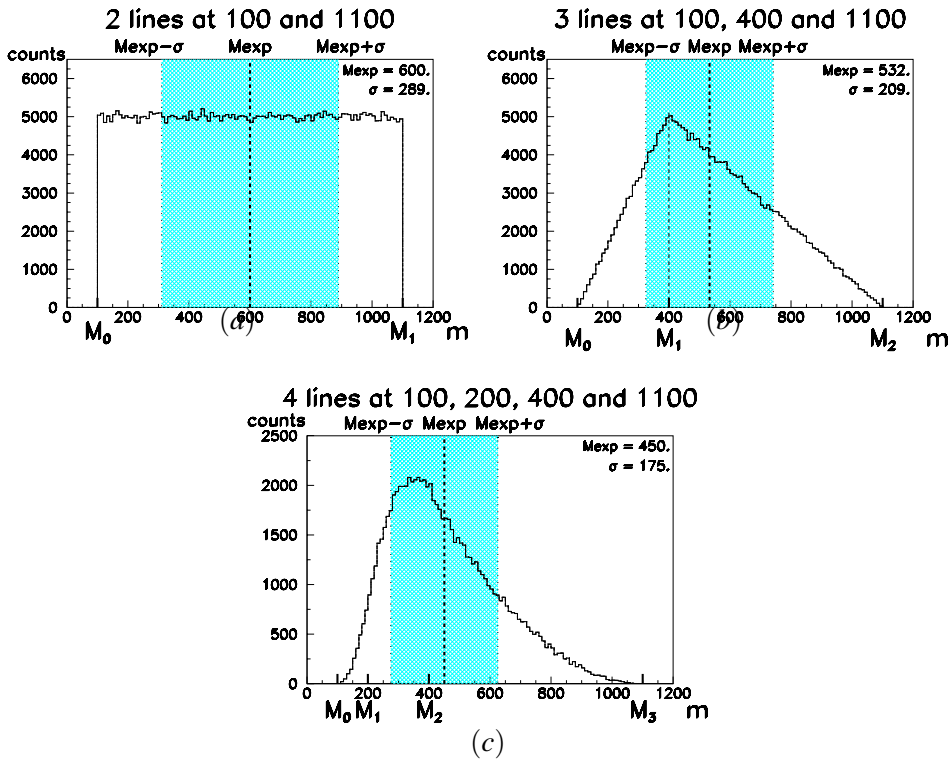 2 lines at 100 and 1100
counts
Mexp−σ Mexp Mexp+σ
Mexp = 600.
σ = 289.
6000
5000
4000
3000
2000
1000
0
0 200 400 600 800 1000 1200
M0 M1 m
(a)
3 lines at 100, 400 and 1100
counts
Mexp−σ Mexp Mexp+σ
Mexp = 532.
σ = 209.
6000
5000
4000
3000
2000
1000
0
0 200 400 600 800 1000 1200
M0 M1 M2 m
(b)
4 lines at 100, 200, 400 and 1100
counts
Mexp−σ Mexp Mexp+σ
Mexp = 450.
σ = 175.
2500
2000
1500
1000
500
0
0 200 400 600 800 1000 1200
M0 M1 M2 M3 m
(c)